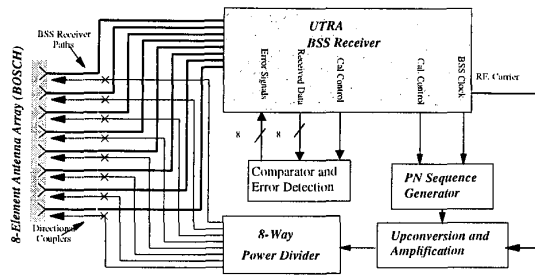 8-Element Antenna Array (BOSCH)
BSS Receiver
Paths
Directional
Couplers
UTRA
BSS Receiver
Error Signals
Received Data
Cal Control
Cal. Control
BSS Clock
RF. Carrier
8
8
Comparator and
Error Detection
PN Sequence
Generator
8-Way
Power Divider
Upconversion and
Amplification